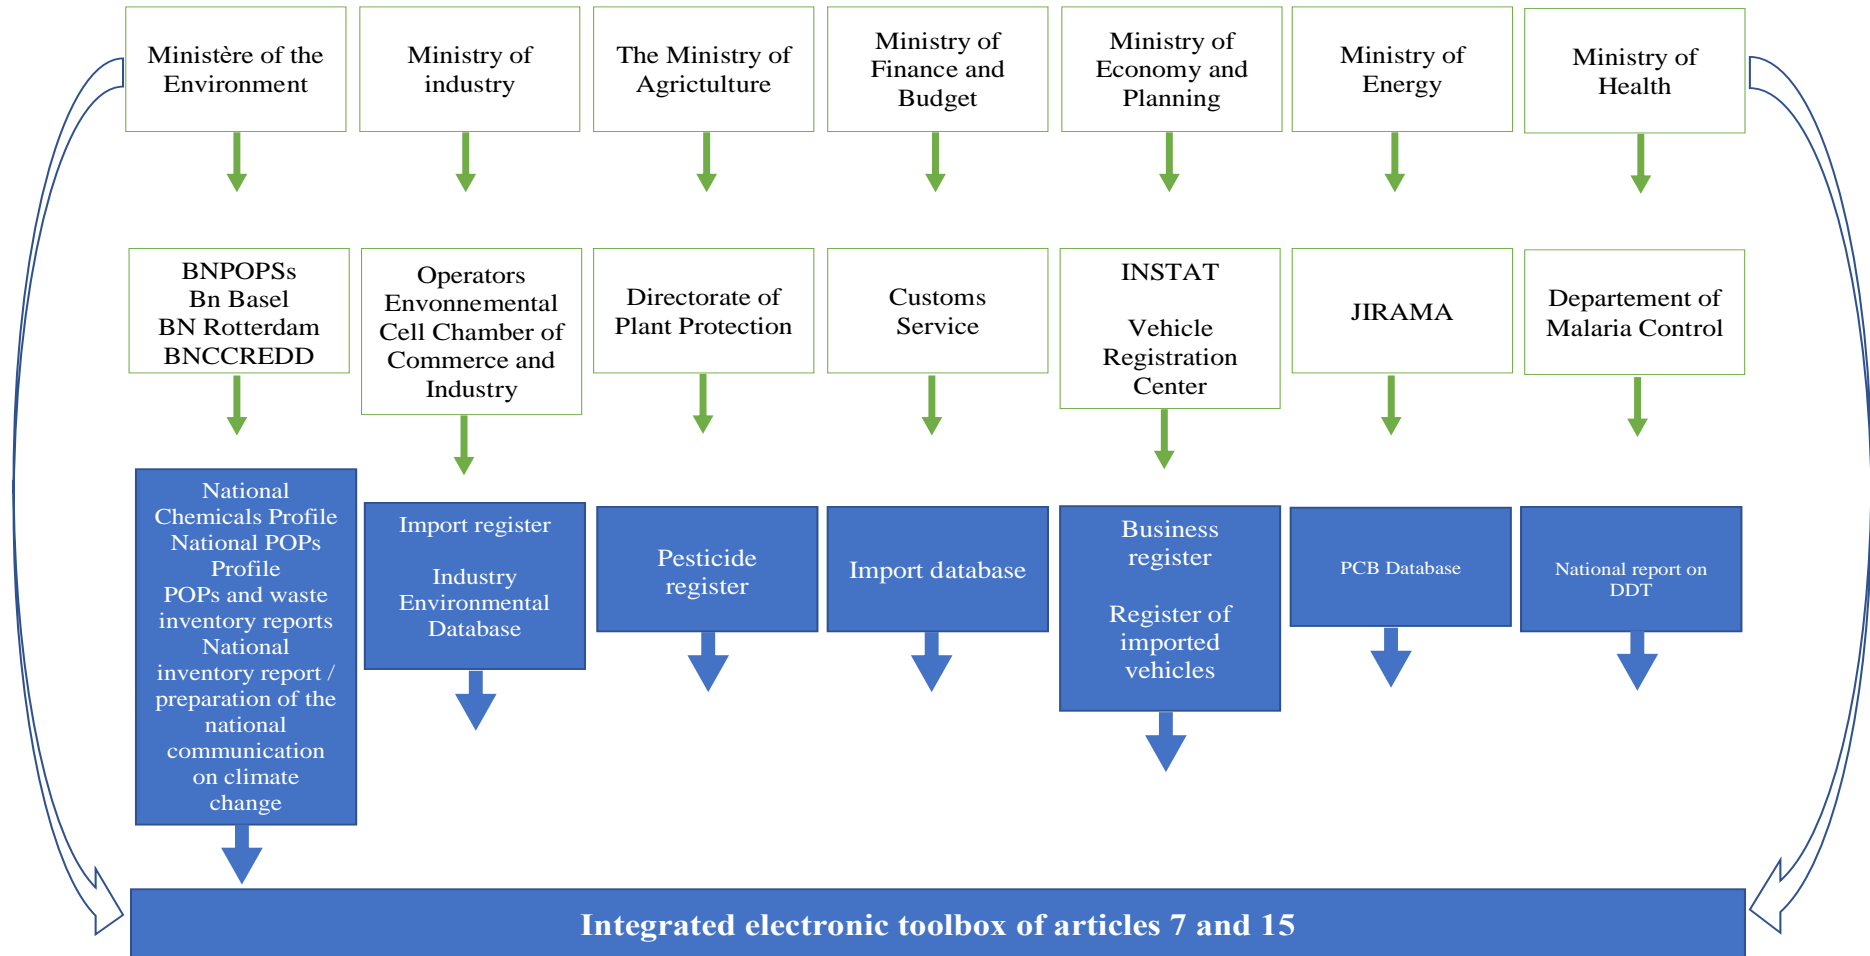 Ministère of the
Environment
Ministry of
industry
The Ministry of
Agrictulture
Ministry of
Finance and
Budget
Ministry of
Economy and
Planning
Ministry of
Energy
Ministry of
Health
BNPOPSs
Bn Basel
BN Rotterdam
BNCCREDD
Operators
Envonnemental
Cell Chamber of
Commerce and
Industry
Directorate of
Plant Protection
Customs
Service
INSTAT
Vehicle
Registration
Center
JIRAMA
Departement of
Malaria Control
National
Chemicals Profile
National POPs
Profile
POPs and waste
inventory reports
National
inventory report /
preparation of the
national
communication
on climate
change
Import register
Industry
Environmental
Database
Pesticide
register
Import database
Business
register
Register of
imported
vehicles
PCB Database
National report on
DDT
Integrated electronic toolbox of articles 7 and 15